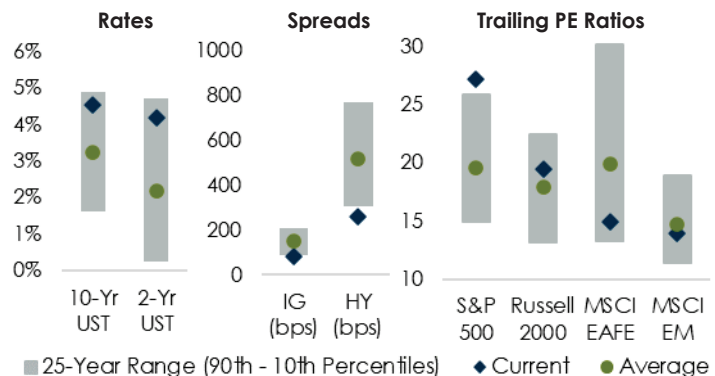 Rates
6%
5%
4%
3%
2%
1%
0%
10-Yr
UST
2-Yr
UST
Spreads
1000
800
600
400
200
0
IG
(bps)
HY
(bps)
Trailing PE Ratios
30
25
20
15
10
S&P
500
Russell
2000
MSCI
EAFE
MSCI
EM
25-Year Range (90th - 10th Percentiles)
Current
Average